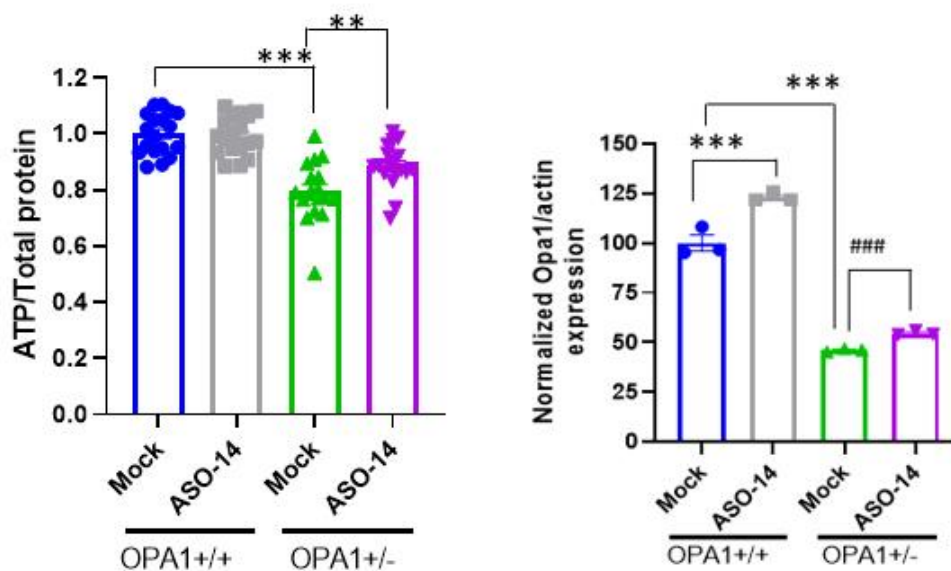 ***
**
ATP/Total protein
1.2
1.0
0.8
0.6
0.4
0.2
0.0
Mock
ASO-14
Mock
ASO-14
OPA1+/+
OPA1+/-
***
***
###
Normalized Opa1/actin
expression
150
125
100
75
50
25
0
Mock
ASO-14
Mock
ASO-14
OPA1+/+
OPA1+/-